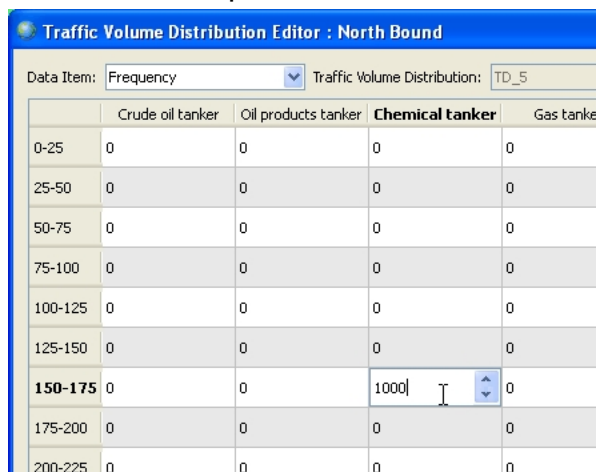 Traffic Volume Distribution Editor : North Bound
Data Item: Frequency Traffic Volume Distribution: TD_5
Crude oil tanker Oil products tanker Chemical tanker Gas tanke
0-25 0 0 0 0
25-50 0 0 0 0
50-75 0 0 0 0
75-100 0 0 0 0
100-125 0 0 0 0
125-150 0 0 0 0
150-175 0 0 1000 0
175-200 0 0 0 0
200-225 0 0 0 0